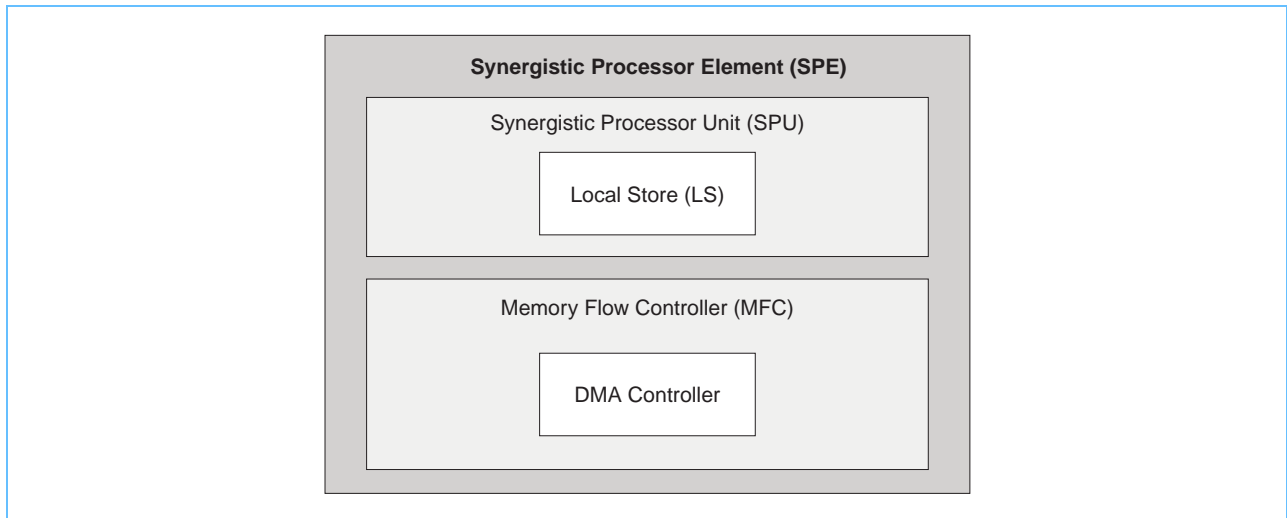 Synergistic Processor Element (SPE)
Synergistic Processor Unit (SPU)
Local Store (LS)
Memory Flow Controller (MFC)
DMA Controller